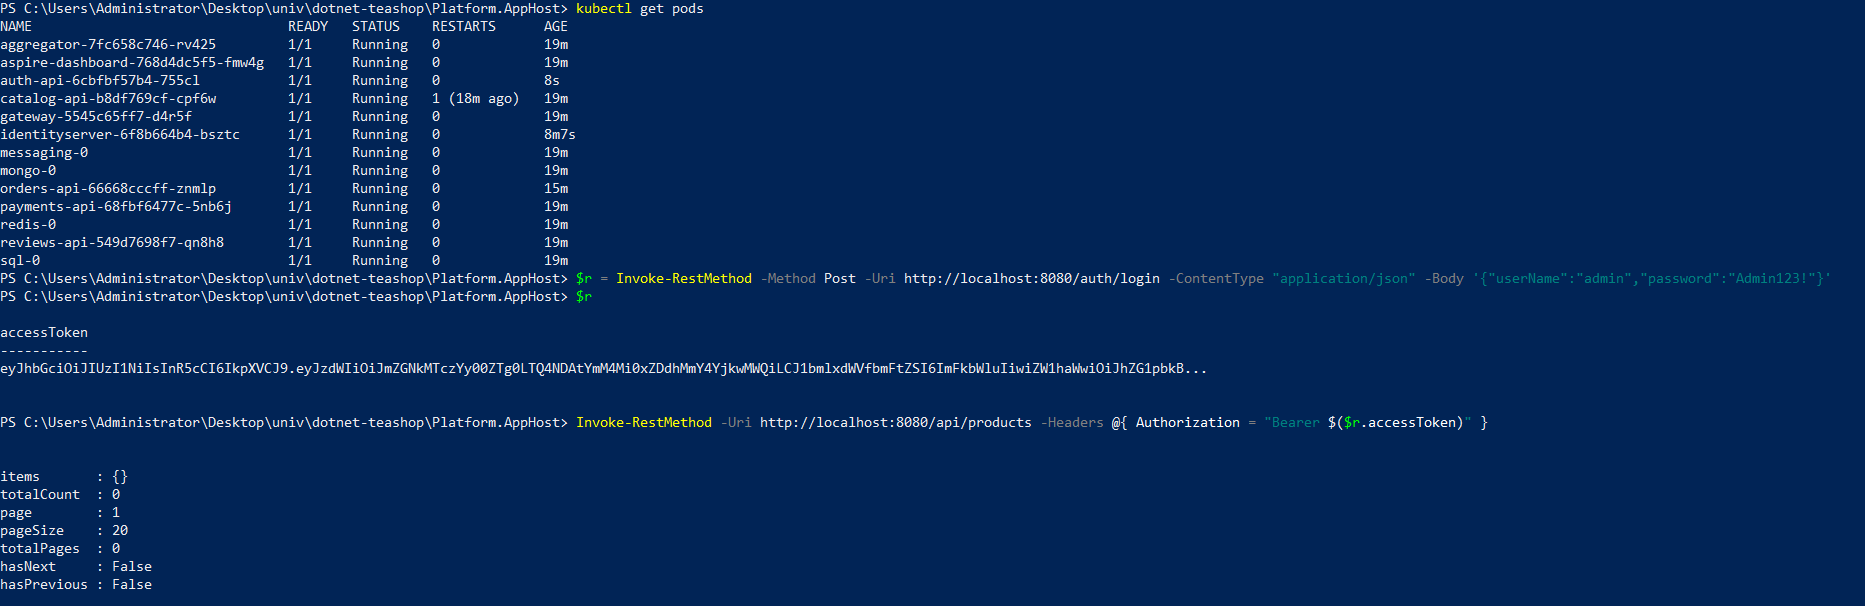 PS C:\Users\Administrator\Desktop\univ\dotnet-teashop\Platform.AppHost> kubectl get pods
NAME READY STATUS RESTARTS AGE
aggregator-7fc658c746-rv425 1/1 Running 0 19m
aspire-dashboard-768d4dc5f5-fmw4g 1/1 Running 0 19m
auth-api-6cbfbf57b4-755cl 1/1 Running 0 8s
catalog-api-b8df769cf-cpf6w 1/1 Running 1 (18m ago) 19m
gateway-5545c65ff7-d4r5f 1/1 Running 0 19m
identityserver-6f8b664b4-bsztc 1/1 Running 0 8m7s
messaging-0 1/1 Running 0 19m
mongo-0 1/1 Running 0 19m
orders-api-66668cccff-znmlp 1/1 Running 0 15m
payments-api-68fbf6477c-5nb6j 1/1 Running 0 19m
redis-0 1/1 Running 0 19m
reviews-api-549d7698f7-qn8h8 1/1 Running 0 19m
sql-0 1/1 Running 0 19m
PS C:\Users\Administrator\Desktop\univ\dotnet-teashop\Platform.AppHost> $r = Invoke-RestMethod -Method Post -Uri http://localhost:8080/auth/login -ContentType "application/json" -Body '{"userName":"admin","password":"Admin123!"}'
PS C:\Users\Administrator\Desktop\univ\dotnet-teashop\Platform.AppHost> $r
accessToken
-----------
eyJhbGciOiJIUzI1NiIsInR5cCI6IkpXVCJ9.eyJzdWIiOiJmZGNkMTczYy00ZTg0LTQ4NDAtYmM4Mi0xZDdhMmY4YjkwMWQiLCJ1bmlxdWVfbmFtZSI6ImFkbWluIiwiZW1haWwiOiJhZG1pbkB...
PS C:\Users\Administrator\Desktop\univ\dotnet-teashop\Platform.AppHost> Invoke-RestMethod -Uri http://localhost:8080/api/products -Headers @{ Authorization = "Bearer $($r.accessToken)" }
items : {}
totalCount : 0
page : 1
pageSize : 20
totalPages : 0
hasNext : False
hasPrevious : False